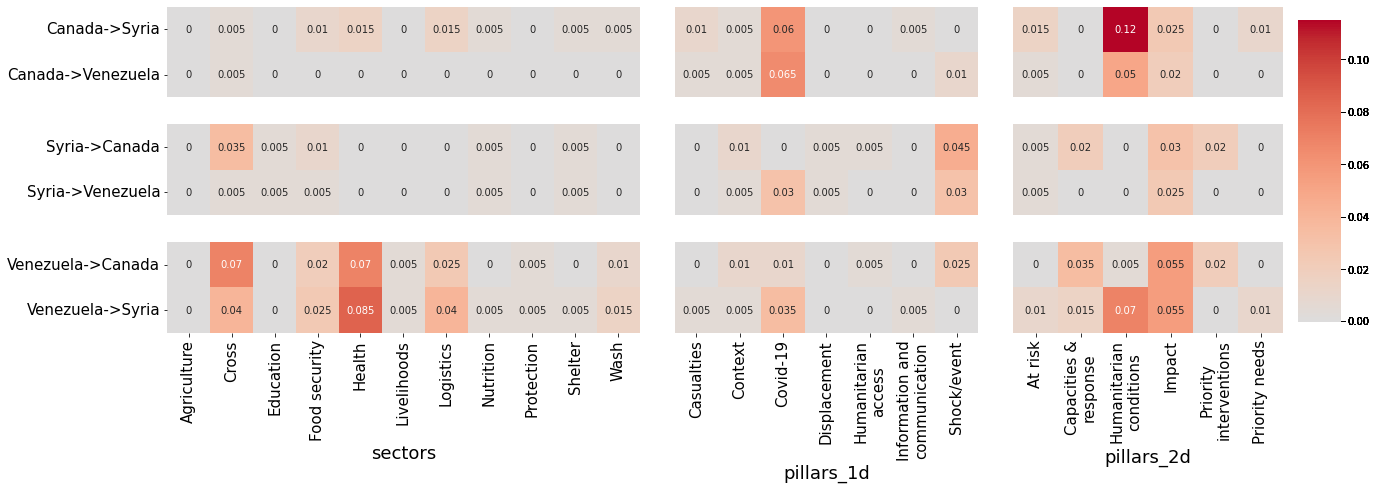 Canada->Syria 0 0.005 0 0.01 0.015 0 0.015 0.005 0 0.005 0.005 0.01 0.005 0.06 0 0 0.005 0 0.015 0 0.12 0.025 0 0.01
Canada->Venezuela 0 0.005 0 0 0 0 0 0 0 0 0 0.005 0.005 0.065 0 0 0 0.01 0.005 0 0.05 0.02 0 0
Syria->Canada 0 0.035 0.005 0.01 0 0 0 0.005 0 0.005 0 0 0.01 0 0.005 0.005 0 0.045 0.005 0.02 0 0.03 0.02 0
Syria->Venezuela 0 0.005 0.005 0.005 0 0 0 0.005 0 0.005 0 0 0.005 0.03 0.005 0 0 0.03 0.005 0 0 0.025 0 0
Venezuela->Canada 0 0.07 0 0.02 0.07 0.005 0.025 0 0.005 0 0.01 0 0.01 0.01 0 0.005 0 0.025 0 0.035 0.005 0.055 0.02 0
Venezuela->Syria 0 0.04 0 0.025 0.085 0.005 0.04 0.005 0.005 0.005 0.015 0.005 0.005 0.035 0 0 0.005 0 0.01 0.015 0.07 0.055 0 0.01
Agriculture
Cross
Education
Food security
Health
Livelihoods
Logistics
Nutrition
Protection
Shelter
Wash
sectors
Casualties
Context
Covid-19
Displacement
Humanitarian
access
Information and
communication
Shock/event
pillars_1d
At risk
Capacities &
response
Humanitarian
conditions
Impact
Priority
interventions
Priority needs
pillars_2d
0.10
0.08
0.06
0.04
0.02
0.00